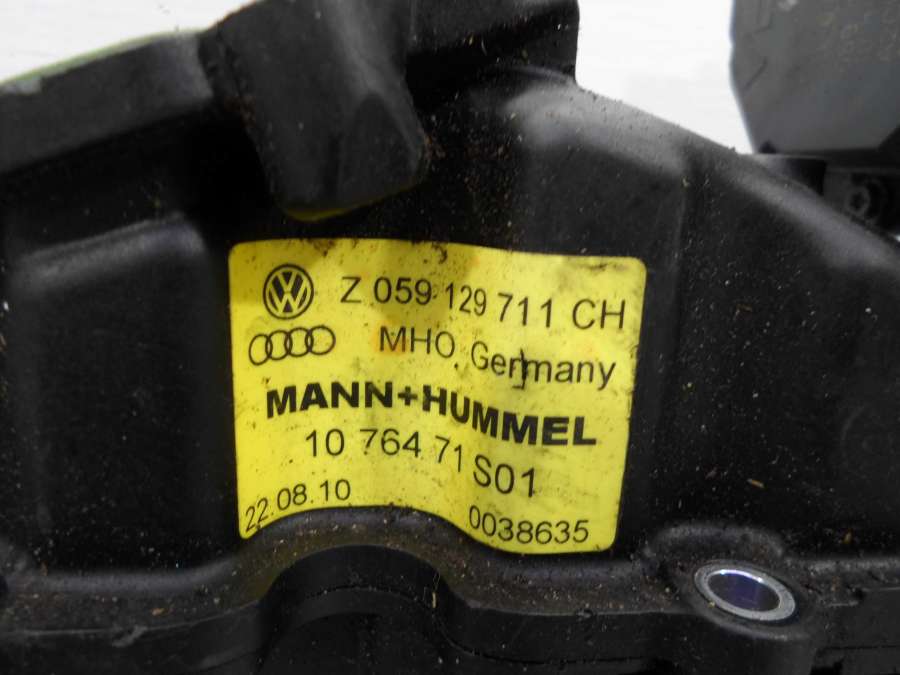 Z 059 129 711 CH
MHO. Germany
MANN+HUMMEL
10 764 71 S01
22.08.10 0038635